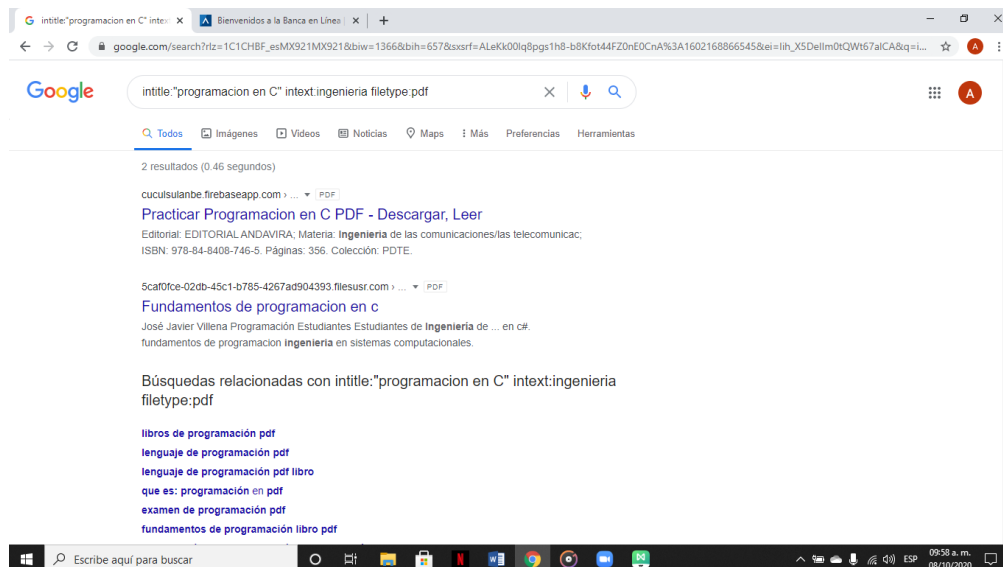 intitle:"programacion en C" intex
Bienvenidos a la Banca en Línea |
google.com/search?rlz=1C1CHBF_esMX921MX921&biw=1366&bih=657&sxsrf=ALeKk00lq8pgs1h8-b8Kfot44FZ0nE0CnA%3A1602168866545&ei=Iih_X5DeIIm0tQWt67aICA&q=i...
A
Google
intitle:"programacion en C" intext:ingenieria filetype:pdf
A
Todos Imágenes Videos Noticias Maps Más Preferencias Herramientas
2 resultados (0.46 segundos)
cuculsulanbe.firebaseapp.com › ... PDF
Practicar Programacion en C PDF - Descargar, Leer
Editorial: EDITORIAL ANDAVIRA; Materia: Ingenieria de las comunicaciones/las telecomunicac;
ISBN: 978-84-8408-746-5. Páginas: 356. Colección: PDTE.
5caf0fce-02db-45c1-b785-4267ad904393.filesusr.com › ... PDF
Fundamentos de programacion en c
José Javier Villena Programación Estudiantes Estudiantes de Ingeniería de ... en c#.
fundamentos de programacion ingenieria en sistemas computacionales.
Búsquedas relacionadas con intitle:"programacion en C" intext:ingenieria
filetype:pdf
libros de programación pdf
lenguaje de programación pdf
lenguaje de programación pdf libro
que es: programación en pdf
examen de programación pdf
fundamentos de programación libro pdf
Escribe aquí para buscar
ESP
09:58 a. m.
08/10/2020